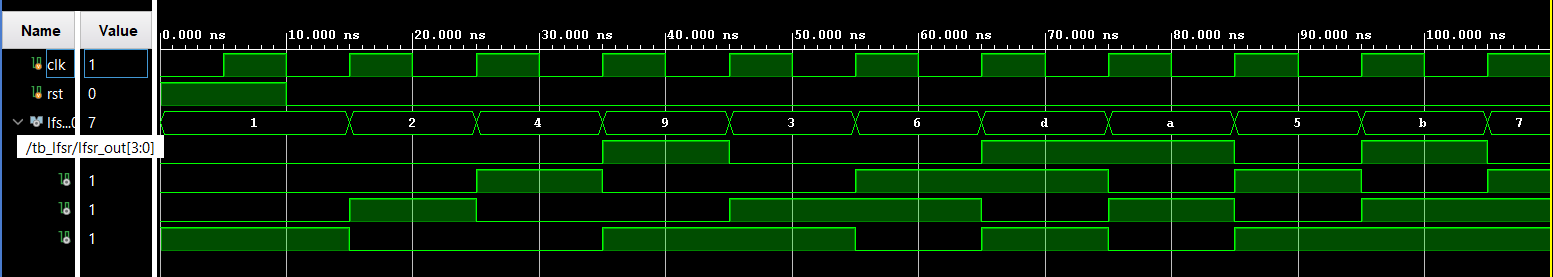 Name Value
0.000 ns 10.000 ns 20.000 ns 30.000 ns 40.000 ns 50.000 ns 60.000 ns 70.000 ns 80.000 ns 90.000 ns 100.000 ns
clk 1
rst 0
lfs...0 7 1 2 4 9 3 6 d a 5 b 7
/tb_lfsr/lfsr_out[3:0]
1
1
1